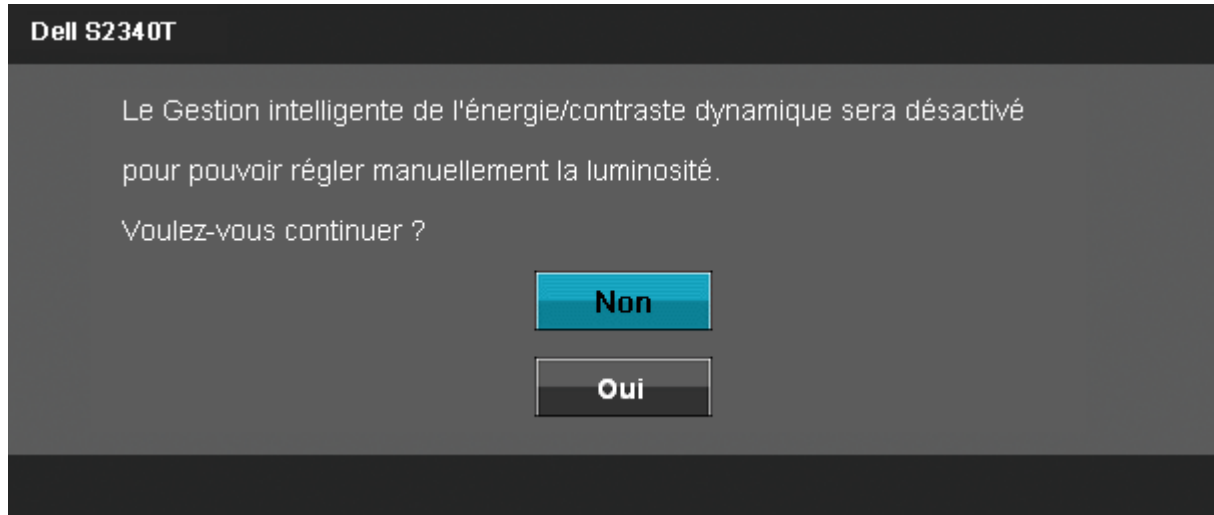 Dell S2340T
Le Gestion intelligente de l'énergie/contraste dynamique sera désactivé
pour pouvoir régler manuellement la luminosité.
Voulez-vous continuer ?
Non
Oui